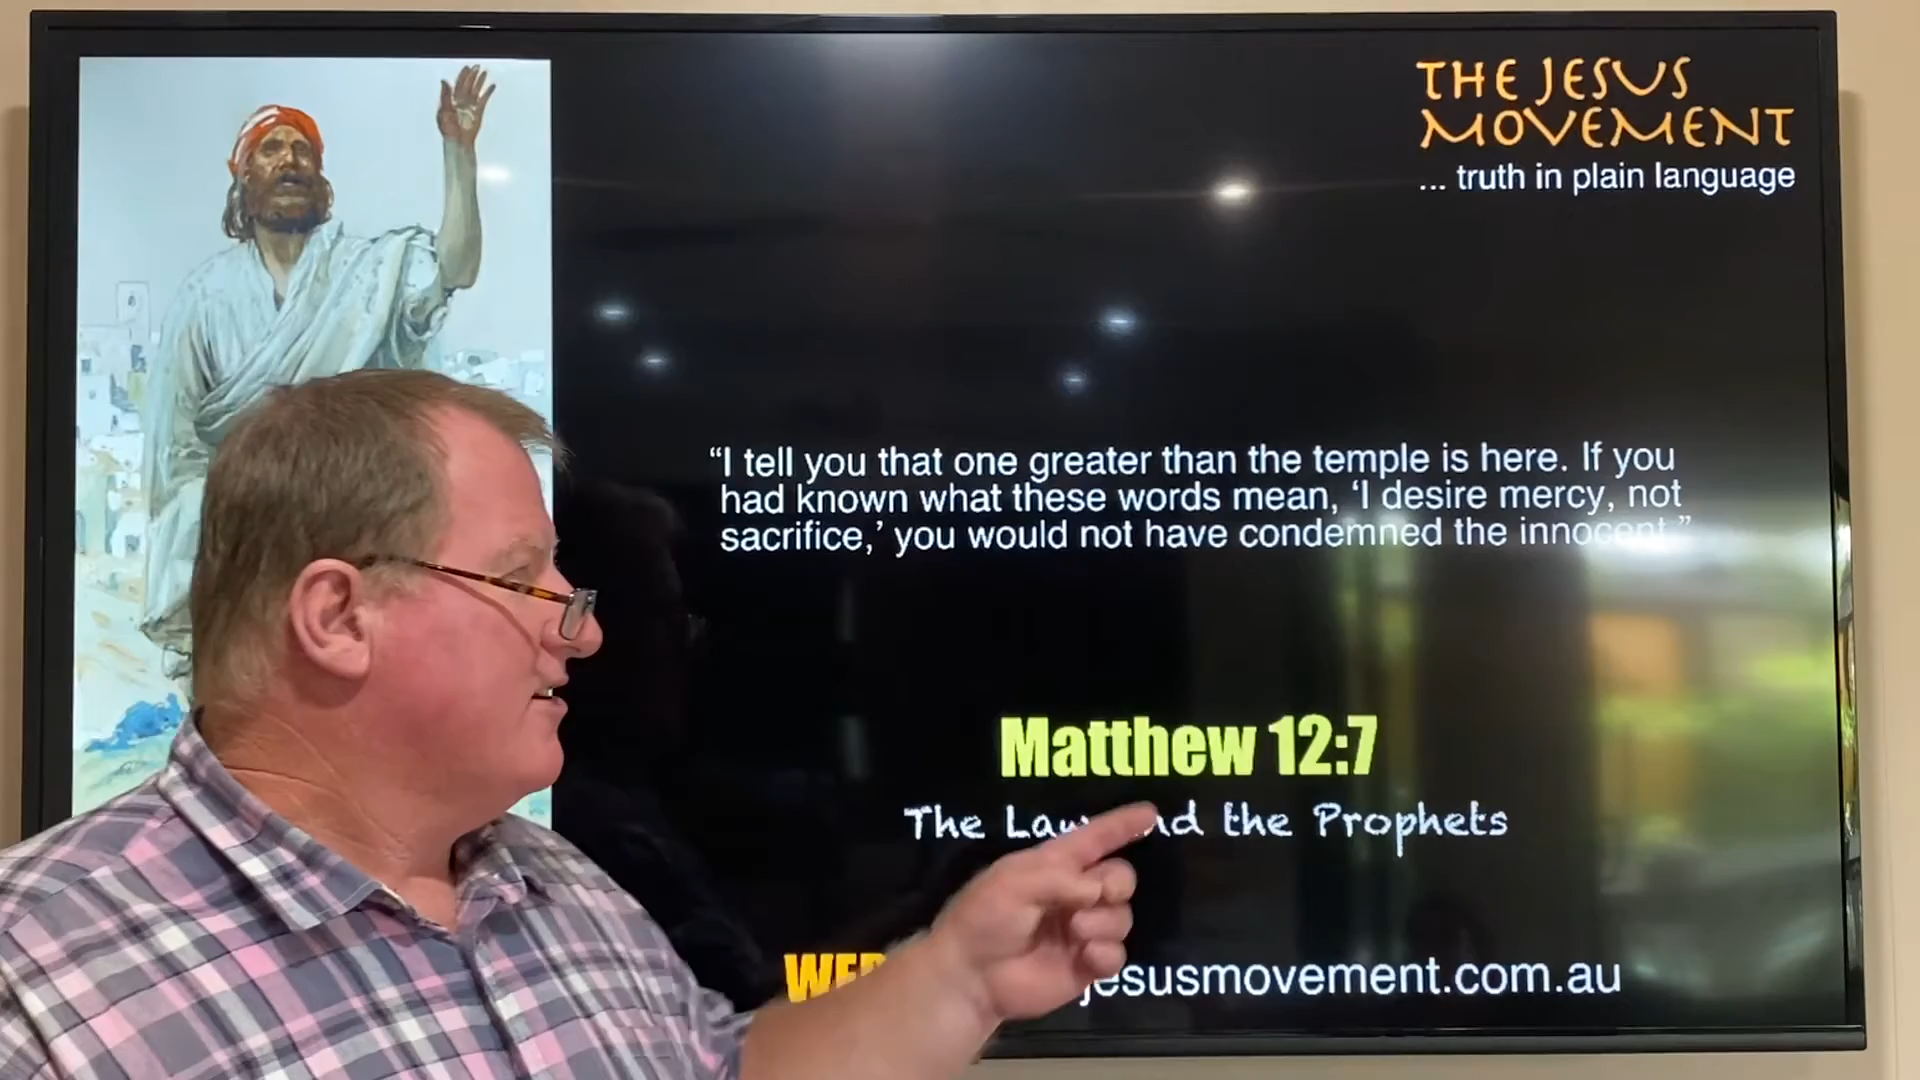 THE JESUS
MOVEMENT
... truth in plain language
“I tell you that one greater than the temple is here. If you
had known what these words mean, ‘I desire mercy, not
sacrifice,’ you would not have condemned the innocent.”
Matthew 12:7
The Law and the Prophets
jesusmovement.com.au